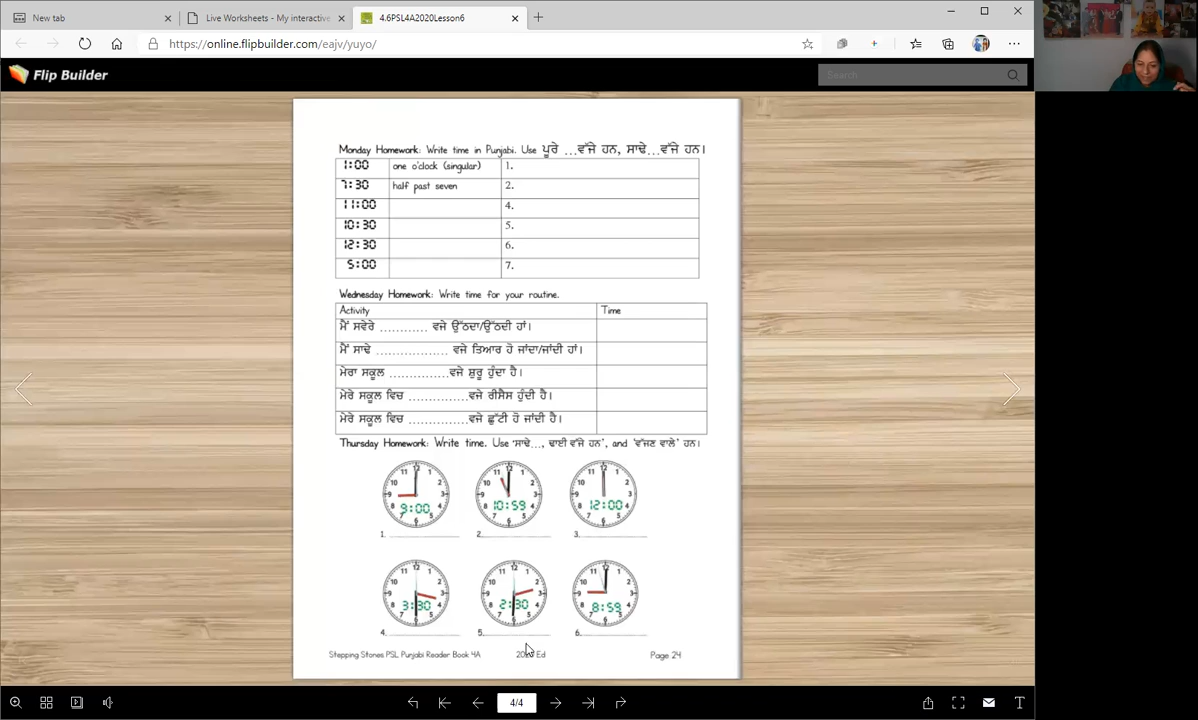 New tab
Live Worksheets - My interactive
4.6PSL4A2020Lesson6
https://online.flipbuilder.com/eajv/yuyo/
Flip Builder
Search
Monday Homework: Write time in Punjabi. Use ਪੂਰੇ ...ਵੱਜੇ ਹਨ, ਸਾਢੇ...ਵੱਜੇ ਹਨ।
1:00 one o'clock (singular) 1.
7:30 half past seven 2.
11:00 4.
10:30 5.
12:30 6.
5:00 7.
Wednesday Homework: Write time for your routine.
Activity Time
ਮੈਂ ਸਵੇਰੇ ............ ਵਜੇ ਉੱਠਦਾ/ਉੱਠਦੀ ਹਾਂ।
ਮੈਂ ਸਾਢੇ .................. ਵਜੇ ਤਿਆਰ ਹੋ ਜਾਂਦਾ/ਜਾਂਦੀ ਹਾਂ।
ਮੇਰਾ ਸਕੂਲ ...............ਵਜੇ ਸ਼ੁਰੂ ਹੁੰਦਾ ਹੈ।
ਮੇਰੇ ਸਕੂਲ ਵਿਚ ...............ਵਜੇ ਰੀਸੈਸ ਹੁੰਦੀ ਹੈ।
ਮੇਰੇ ਸਕੂਲ ਵਿਚ ...............ਵਜੇ ਛੁੱਟੀ ਹੋ ਜਾਂਦੀ ਹੈ।
Thursday Homework: Write time. Use 'ਸਾਢੇ..., ਢਾਈ ਵੱਜੇ ਹਨ', and 'ਵੱਜਣ ਵਾਲੇ' ਹਨ।
9:00 10:59 12:00
1. 2. 3.
3:30 2:30 8:59
4. 5. 6.
Stepping Stones PSL Punjabi Reader Book 4A Ed Page 24
4/4